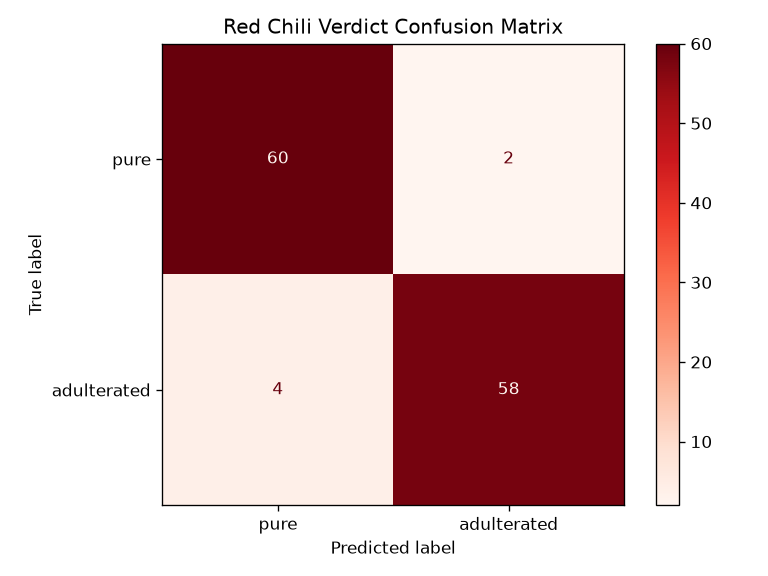 Red Chili Verdict Confusion Matrix
True label
pure
60
2
adulterated
4
58
pure adulterated
Predicted label
60
50
40
30
20
10